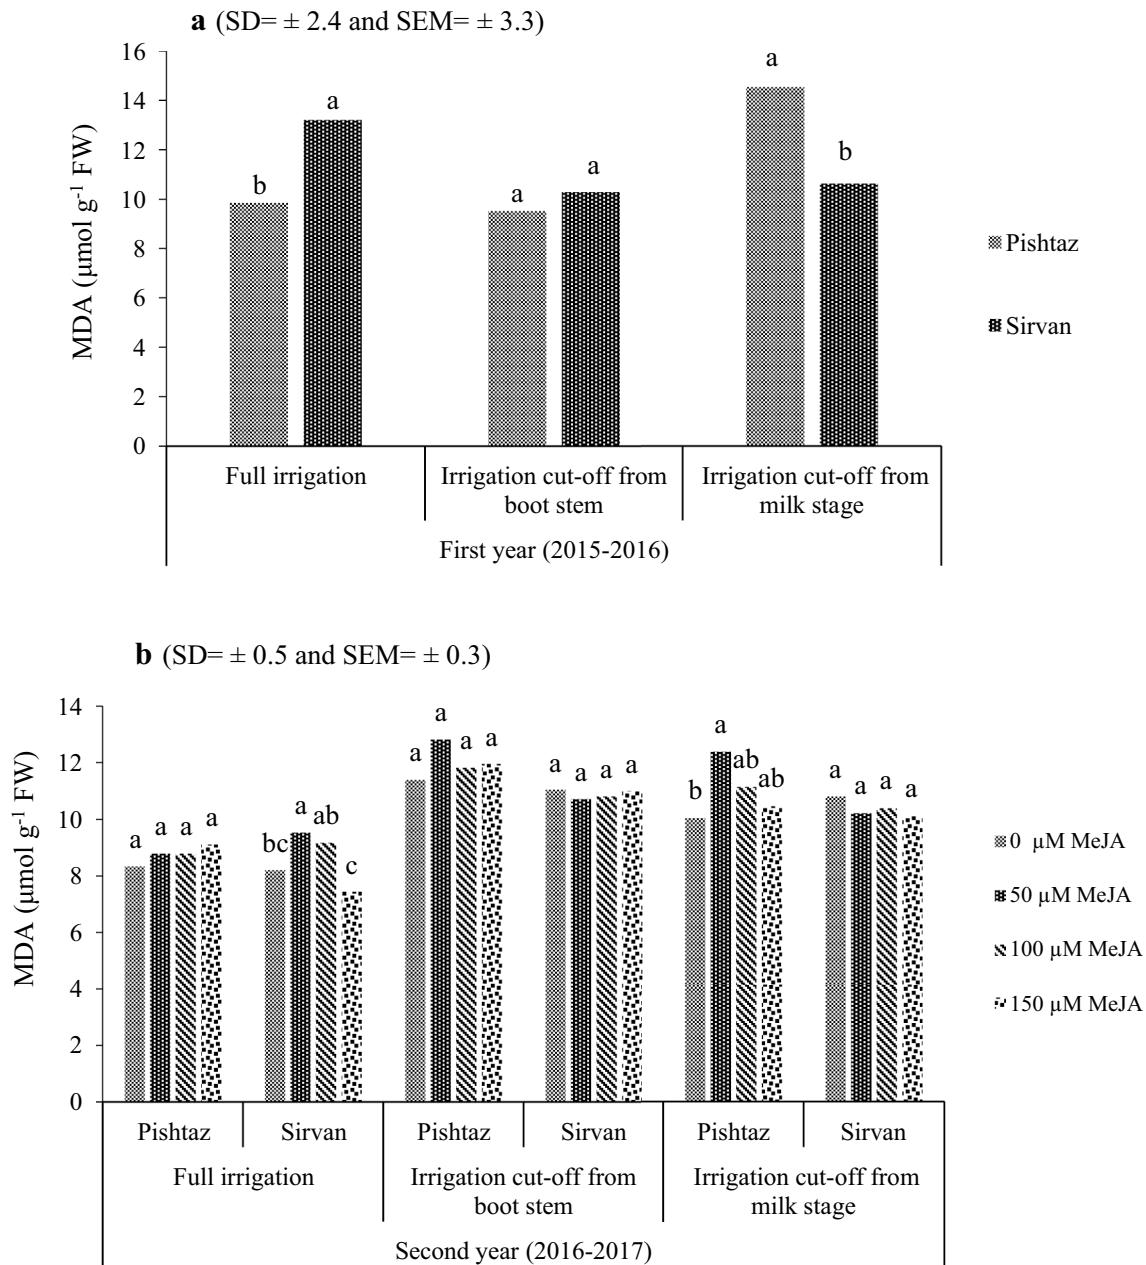 a (SD= ± 2.4 and SEM= ± 3.3)
MDA (µmol g-1 FW)
16
14
12
10
8
6
4
2
0
b
a
a
a
a
b
Pishtaz
Sirvan
Full irrigation
Irrigation cut-off from
boot stem
Irrigation cut-off from
milk stage
First year (2015-2016)
b (SD= ± 0.5 and SEM= ± 0.3)
MDA (µmol g-1 FW)
14
12
10
8
6
4
2
0
a a a a
bc a ab c
a a a a
a a a a
b a ab ab
a a a a
0 µM MeJA
50 µM MeJA
100 µM MeJA
150 µM MeJA
Pishtaz Sirvan Pishtaz Sirvan Pishtaz Sirvan
Full irrigation
Irrigation cut-off from
boot stem
Irrigation cut-off from
milk stage
Second year (2016-2017)